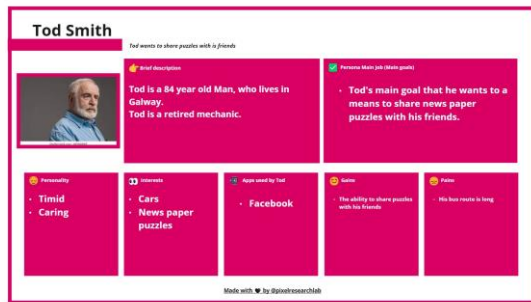 Tod Smith
Tod wants to share puzzles with is friends
Brief description
Tod is a 84 year old Man, who lives in
Galway.
Tod is a retired mechanic.
Persona Main job (Main goals)
Tod's main goal that he wants to a
means to share news paper
puzzles with his friends.
Personality
Timid
Caring
Interests
Cars
News paper
puzzles
Apps used by Tod
Facebook
Gains
The ability to share puzzles
with his friends
Pains
His bus route is long
Made with ❤ by @pixelresearchlab